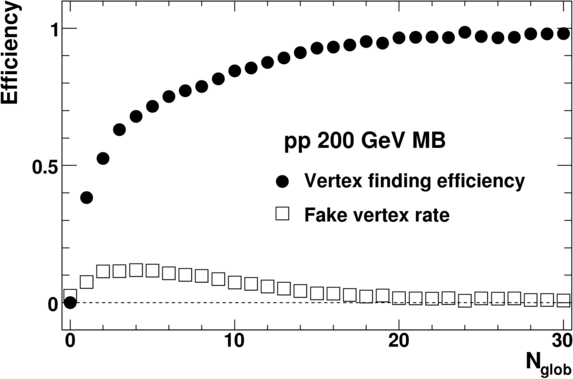 Efficiency
1
0.5
0
pp 200 GeV MB
Vertex finding efficiency
Fake vertex rate
0 10 20 30
N_glob